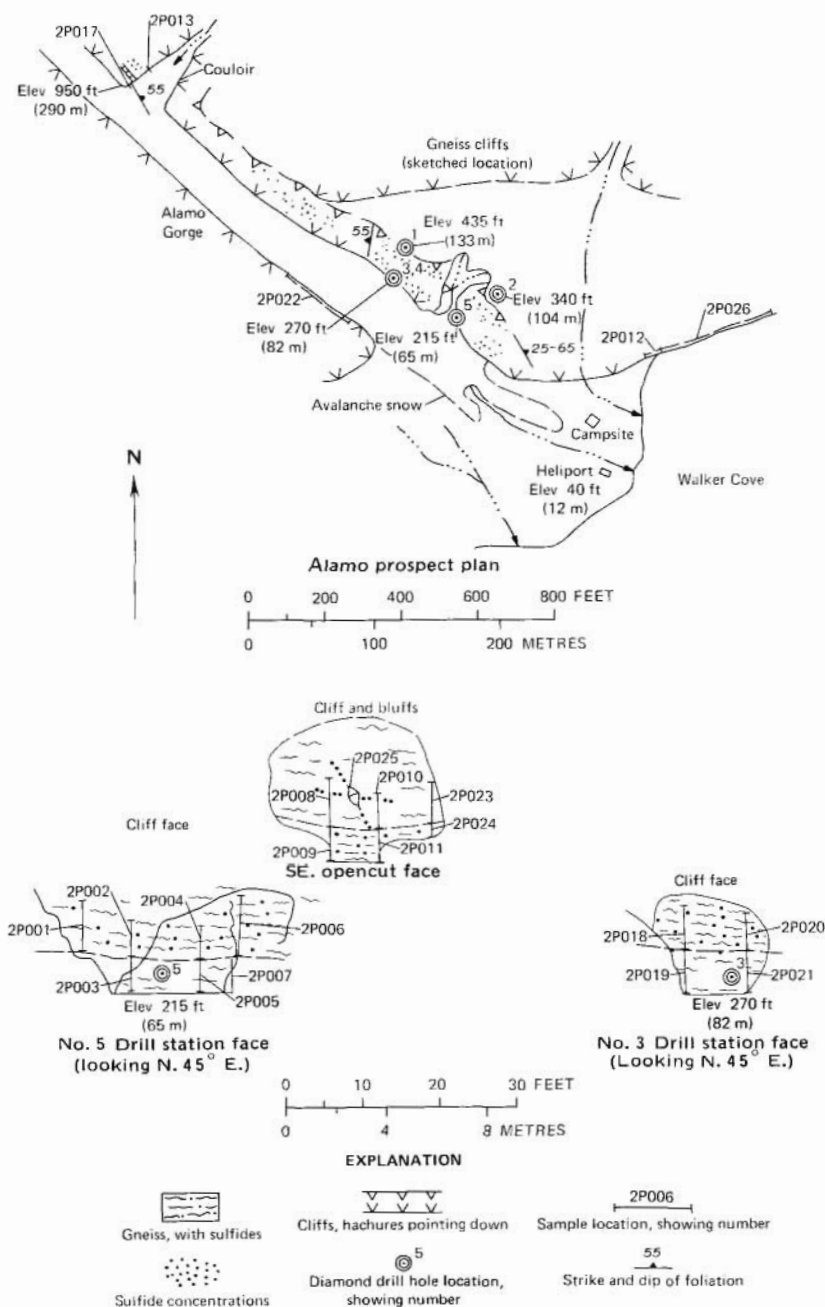 2P013
2P017
Couloir
55
Elev 950 ft
(290 m)
Gneiss cliffs
(sketched location)
Alamo
Gorge
55
1
Elev 435 ft
(133 m)
3,4
2
2P022
Elev 270 ft
(82 m)
5
Elev 340 ft
(104 m)
2P026
2P012
Elev 215 ft
(65 m)
25-65
Avalanche snow
Campsite
N
Heliport
Elev 40 ft
(12 m)
Walker Cove
Alamo prospect plan
0 200 400 600 800 FEET
0 100 200 METRES
Cliff and bluffs
2P025
2P010
2P008
2P023
2P024
2P009
2P011
SE. opencut face
Cliff face
2P002
2P004
2P001
2P006
5
2P003
2P007
2P005
Elev 215 ft
(65 m)
No. 5 Drill station face
(looking N. 45° E.)
Cliff face
2P018
2P020
2P019
3
2P021
Elev 270 ft
(82 m)
No. 3 Drill station face
(Looking N. 45° E.)
0 10 20 30 FEET
0 4 8 METRES
EXPLANATION
Gneiss, with sulfides
Cliffs, hachures pointing down
2P006
Sample location, showing number
Sulfide concentrations
5
Diamond drill hole location,
showing number
55
Strike and dip of foliation